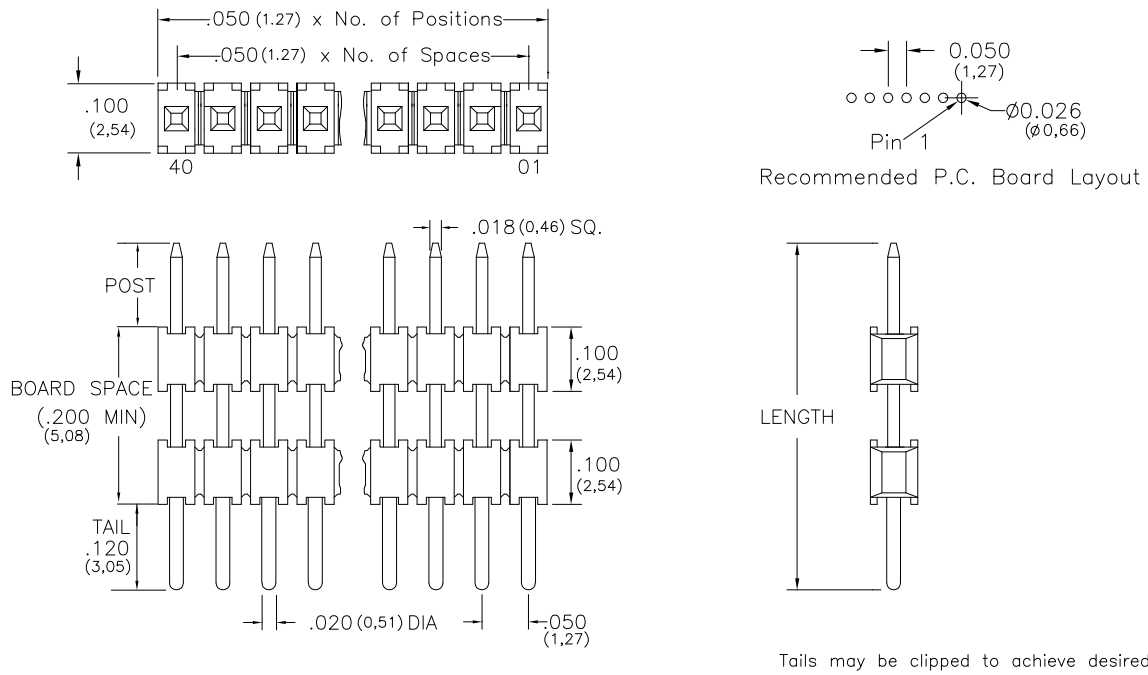 .050 (1.27) x No. of Positions
.050 (1.27) x No. of Spaces
.100
(2,54)
40
01
0.050
(1,27)
Ø0.026
(Ø0,66)
Pin 1
Recommended P.C. Board Layout
.018 (0,46) SQ.
POST
BOARD SPACE
(.200 MIN)
(5,08)
.100
(2,54)
.100
(2,54)
TAIL
.120
(3,05)
.020 (0,51) DIA
.050
(1,27)
LENGTH
Tails may be clipped to achieve desired